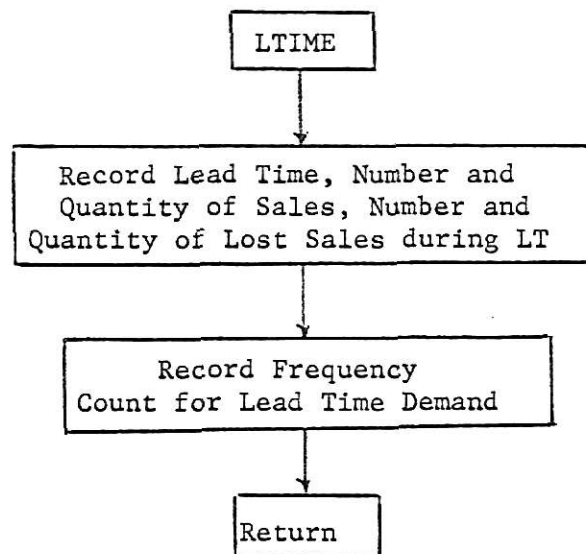 LTIME
Record Lead Time, Number and
Quantity of Sales, Number and
Quantity of Lost Sales during LT
Record Frequency
Count for Lead Time Demand
Return